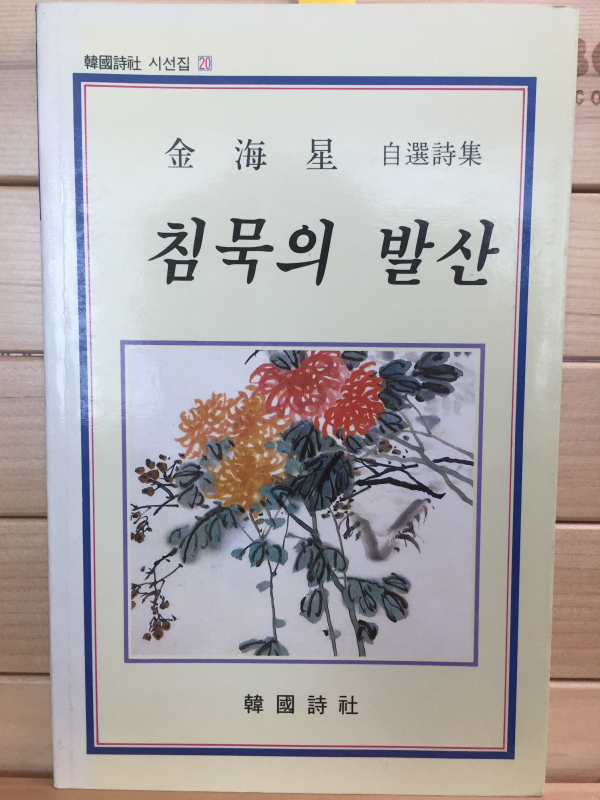 韓國詩社 시선집 20
金海星 自選詩集
침묵의 발산
韓國詩社